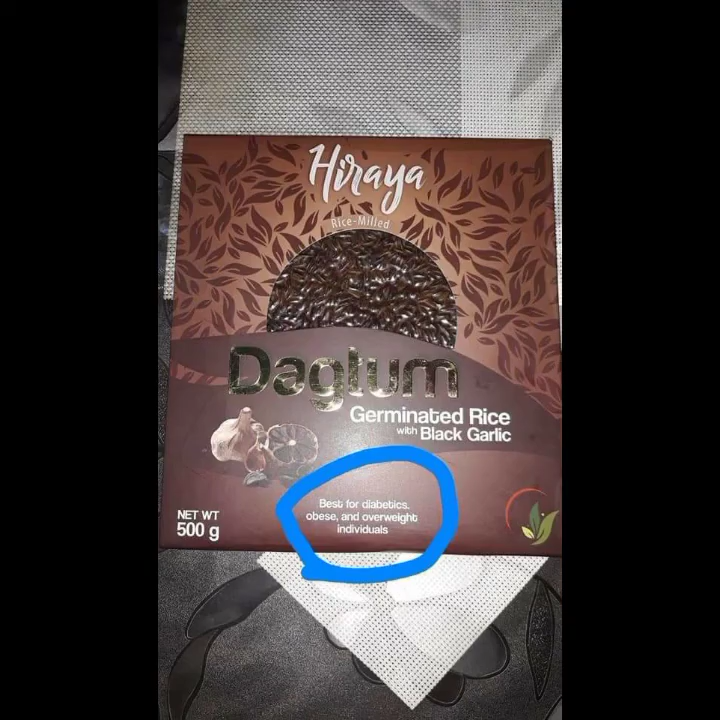 Hiraya
Rice-Milled
Daglum
Germinated Rice
with Black Garlic
Best for diabetics,
obese, and overweight
individuals
NET WT
500 g